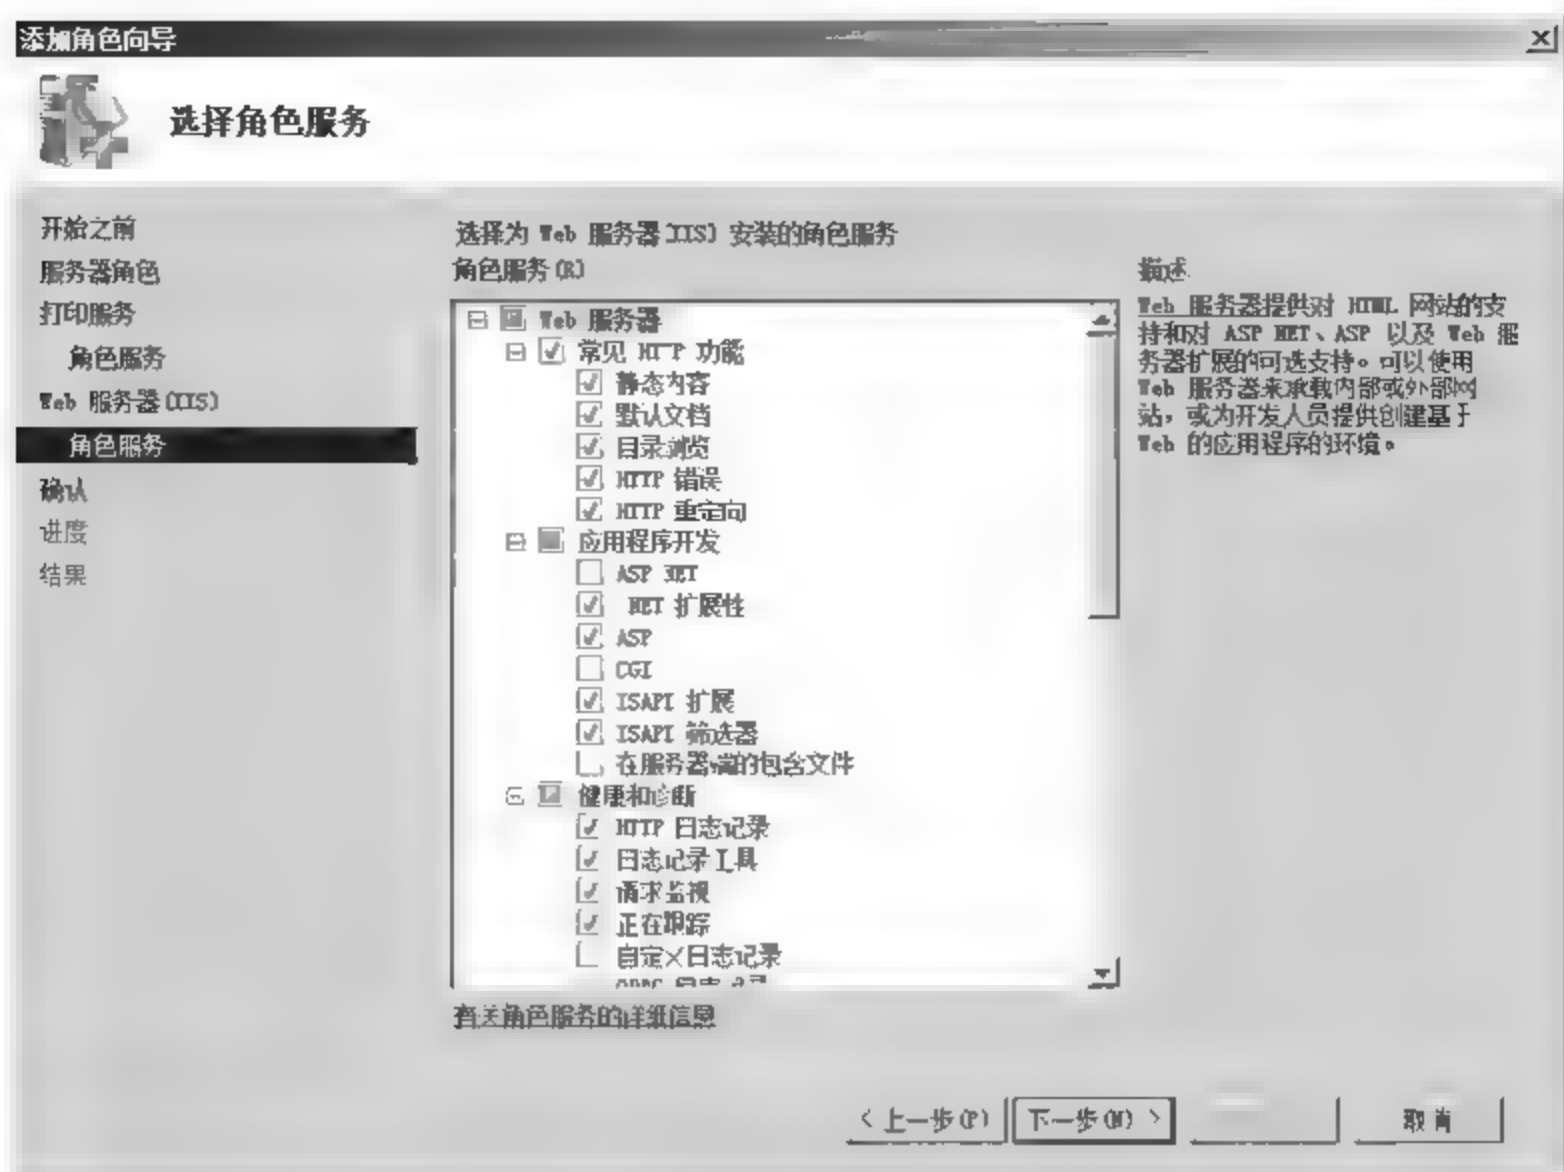 添加角色向导
选择角色服务
开始之前
服务器角色
打印服务
角色服务
Web 服务器(IIS)
角色服务
确认
进度
结果
选择为 Web 服务器 IIS) 安装的角色服务
角色服务(R)
Web 服务器
常见 HTTP 功能
静态内容
默认文档
目录浏览
HTTP 错误
HTTP 重定向
应用程序开发
ASP NET
NET 扩展性
ASP
CGI
ISAPI 扩展
ISAPI 筛选器
在服务器端的包含文件
健康和诊断
HTTP 日志记录
日志记录工具
请求监视
正在跟踪
自定义日志记录
ODBC 日志记录
有关角色服务的详细信息
描述
Web 服务器提供对 HTML 网站的支
持和对 ASP NET、ASP 以及 Web 服
务器扩展的可选支持。可以使用
Web 服务器来承载内部或外部网
站，或为开发人员提供创建基于
Web 的应用程序的环境。
< 上一步(P)
下一步(N) >
取消